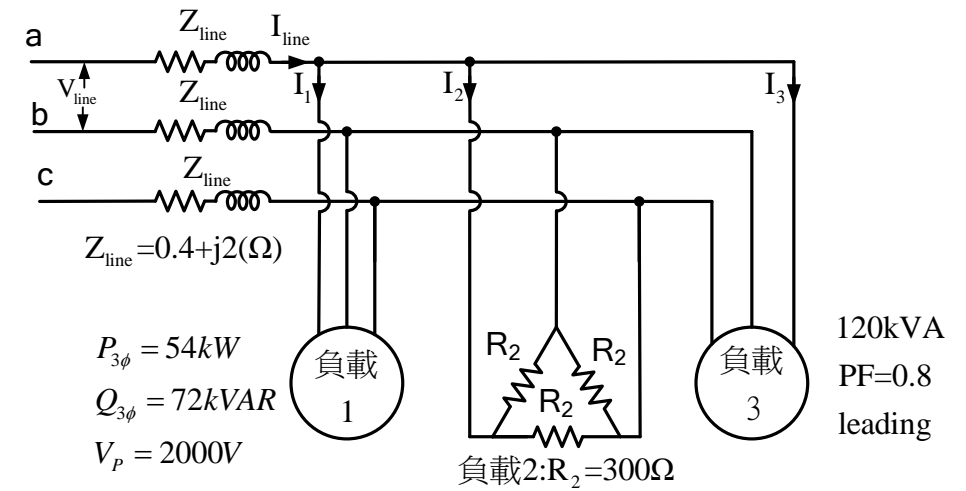 a
Z_line
I_line
V_line
I_1
I_2
I_3
b
Z_line
c
Z_line
Z_line=0.4+j2(Ω)
P_3ϕ = 54kW
Q_3ϕ = 72kVAR
V_P = 2000V
負載
1
R_2
R_2
R_2
負載2:R_2=300Ω
負載
3
120kVA
PF=0.8
leading